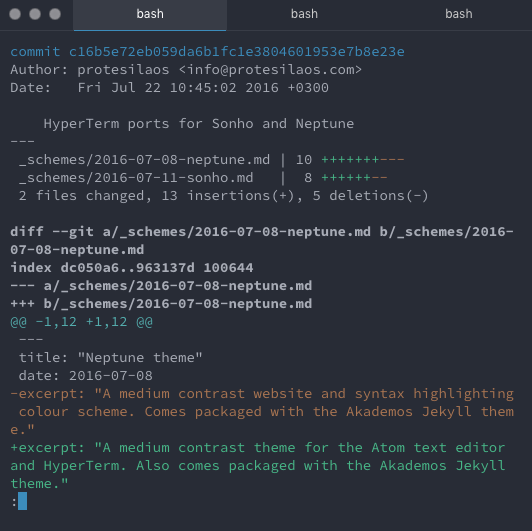 bash bash bash
commit c16b5e72eb059da6b1fc1e3804601953e7b8e23e
Author: protesilaos <info@protesilaos.com>
Date:   Fri Jul 22 10:45:02 2016 +0300

    HyperTerm ports for Sonho and Neptune
---
 _schemes/2016-07-08-neptune.md | 10 +++++++---
 _schemes/2016-07-11-sonho.md   |  8 ++++++--
 2 files changed, 13 insertions(+), 5 deletions(-)

diff --git a/_schemes/2016-07-08-neptune.md b/_schemes/2016-
07-08-neptune.md
index dc050a6..963137d 100644
--- a/_schemes/2016-07-08-neptune.md
+++ b/_schemes/2016-07-08-neptune.md
@@ -1,12 +1,12 @@
 ---
 title: "Neptune theme"
 date: 2016-07-08
-excerpt: "A medium contrast website and syntax highlighting
 colour scheme. Comes packaged with the Akademos Jekyll them
e."
+excerpt: "A medium contrast theme for the Atom text editor
and HyperTerm. Also comes packaged with the Akademos Jekyll
theme."
: